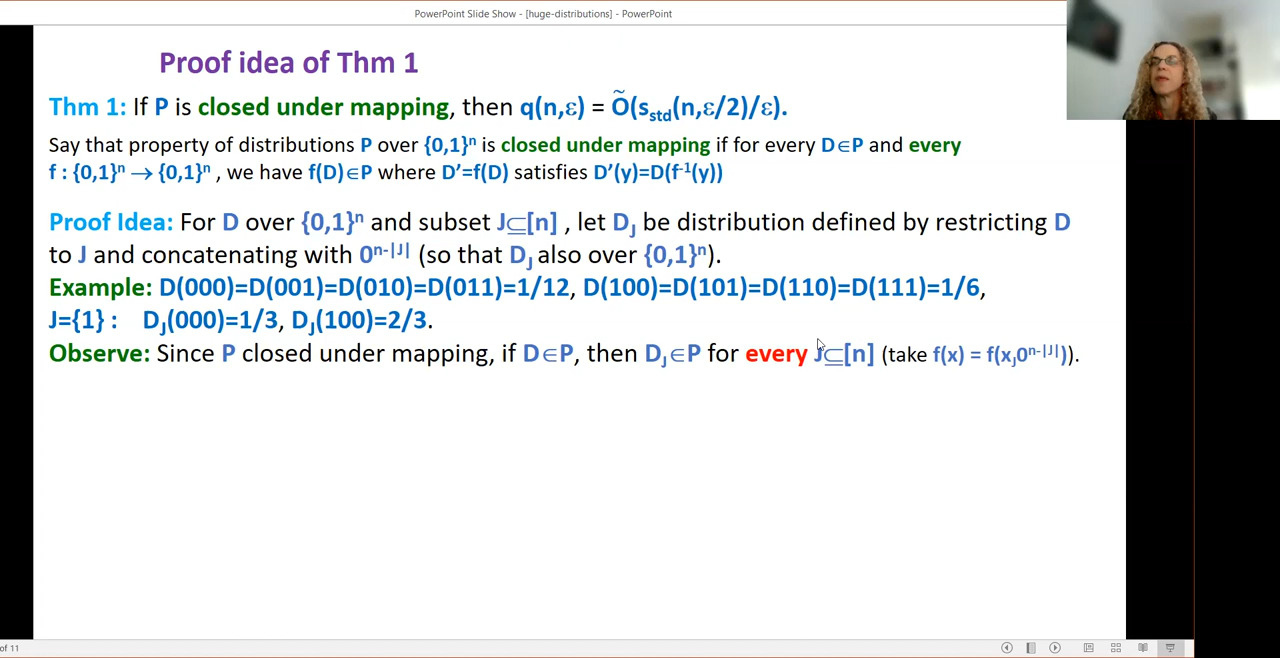 PowerPoint Slide Show - [huge-distributions] - PowerPoint
Proof idea of Thm 1
Thm 1: If P is closed under mapping, then q(n,ε) = Õ(s_std(n,ε/2)/ε).
Say that property of distributions P over {0,1}ⁿ is closed under mapping if for every D∈P and every
f : {0,1}ⁿ → {0,1}ⁿ , we have f(D)∈P where D’=f(D) satisfies D’(y)=D(f⁻¹(y))
Proof Idea: For D over {0,1}ⁿ and subset J⊆[n] , let D_J be distribution defined by restricting D
to J and concatenating with 0ⁿ⁻|ᴶ| (so that D_J also over {0,1}ⁿ).
Example: D(000)=D(001)=D(010)=D(011)=1/12, D(100)=D(101)=D(110)=D(111)=1/6,
J={1} : D_J(000)=1/3, D_J(100)=2/3.
Observe: Since P closed under mapping, if D∈P, then D_J∈P for every J⊆[n] (take f(x) = f(x_J0ⁿ⁻|ᴶ|)).
of 11